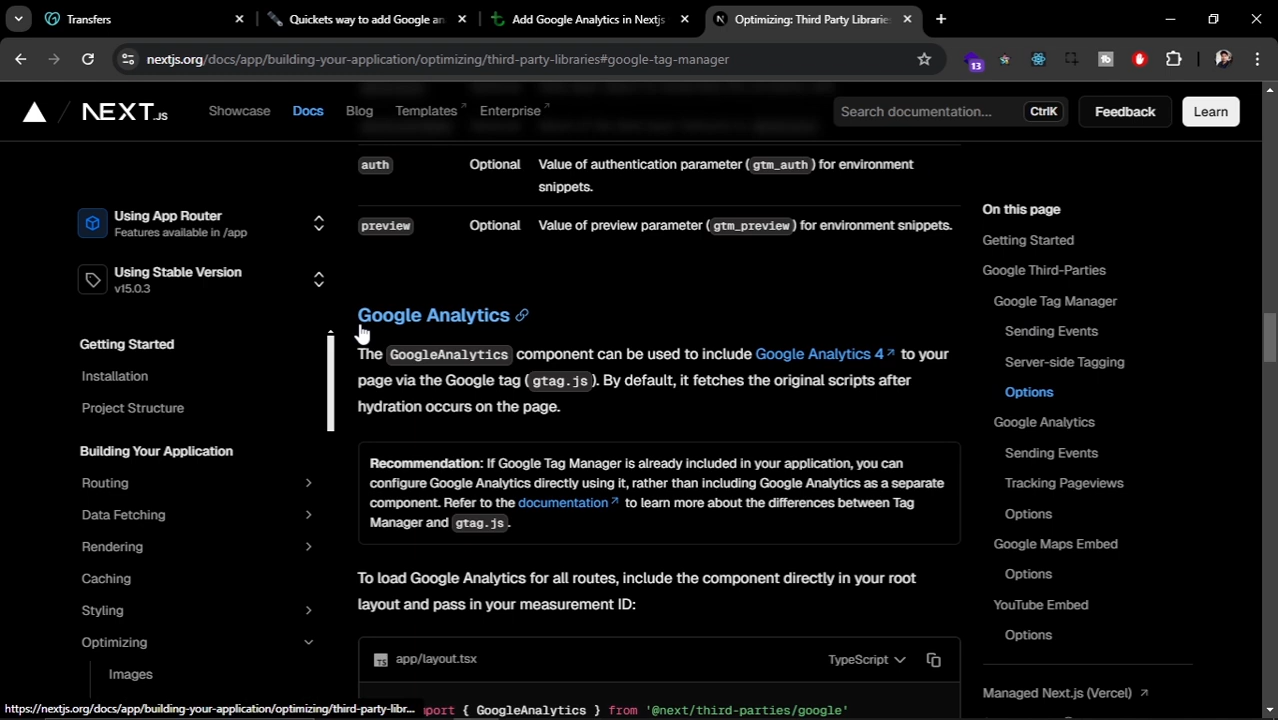 Transfers
Quickets way to add Google an
Add Google Analytics in Nextjs
Optimizing: Third Party Librarie
nextjs.org/docs/app/building-your-application/optimizing/third-party-libraries#google-tag-manager
13
NEXT.JS
Showcase
Docs
Blog
Templates
Enterprise
Search documentation...
CtrlK
Feedback
Learn
Using App Router
Features available in /app
Using Stable Version
v15.0.3
Getting Started
Installation
Project Structure
Building Your Application
Routing
Data Fetching
Rendering
Caching
Styling
Optimizing
Images
auth Optional Value of authentication parameter (gtm_auth) for environment
snippets.
preview Optional Value of preview parameter (gtm_preview) for environment snippets.
Google Analytics
The GoogleAnalytics component can be used to include Google Analytics 4 ↗ to your
page via the Google tag (gtag.js). By default, it fetches the original scripts after
hydration occurs on the page.
Recommendation: If Google Tag Manager is already included in your application, you can
configure Google Analytics directly using it, rather than including Google Analytics as a separate
component. Refer to the documentation ↗ to learn more about the differences between Tag
Manager and gtag.js.
To load Google Analytics for all routes, include the component directly in your root
layout and pass in your measurement ID:
TS app/layout.tsx
TypeScript
port { GoogleAnalytics } from '@next/third-parties/google'
On this page
Getting Started
Google Third-Parties
Google Tag Manager
Sending Events
Server-side Tagging
Options
Google Analytics
Sending Events
Tracking Pageviews
Options
Google Maps Embed
Options
YouTube Embed
Options
Managed Next.js (Vercel) ↗
https://nextjs.org/docs/app/building-your-application/optimizing/third-party-libr...